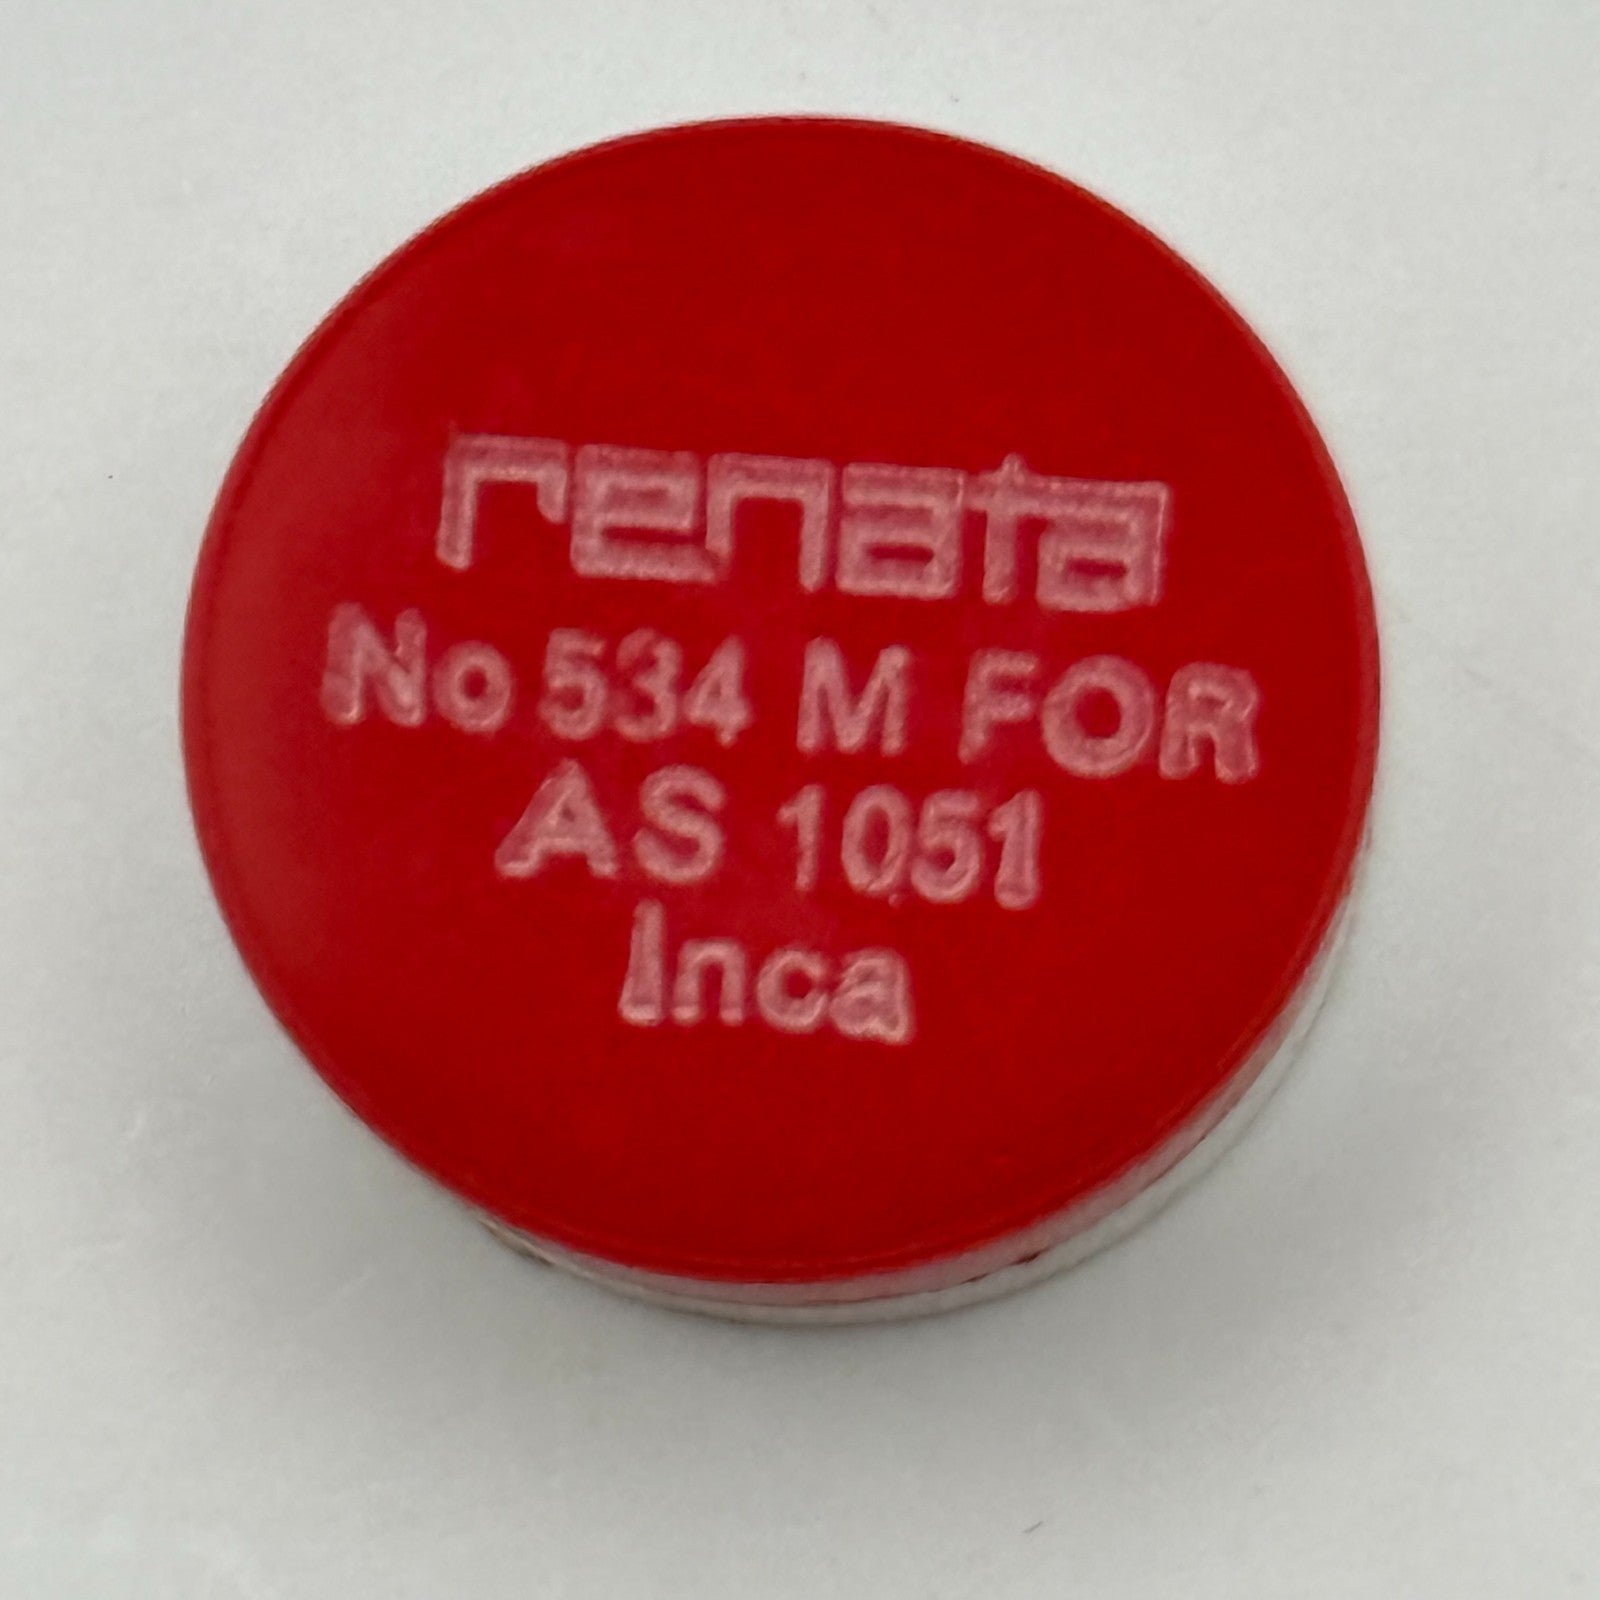 renata
No 534 M FOR
AS 1051
Inca